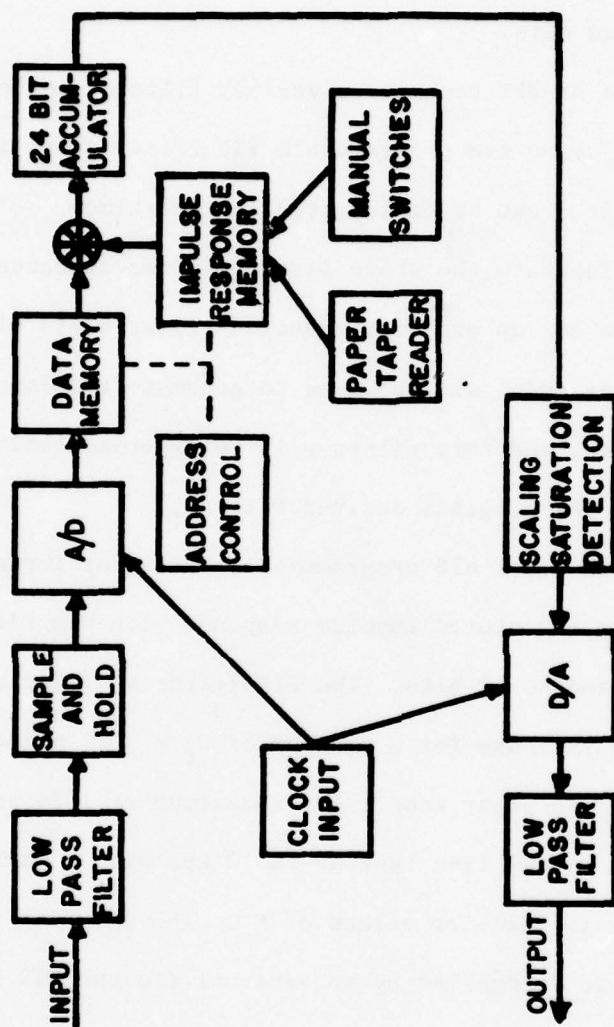 INPUT
LOW
PASS
FILTER
SAMPLE
AND
HOLD
A/D
DATA
MEMORY
24 BIT
ACCUM-
ULATOR
ADDRESS
CONTROL
IMPULSE
RESPONSE
MEMORY
PAPER
TAPE
READER
MANUAL
SWITCHES
CLOCK
INPUT
OUTPUT
LOW
PASS
FILTER
D/A
SCALING
SATURATION
DETECTION